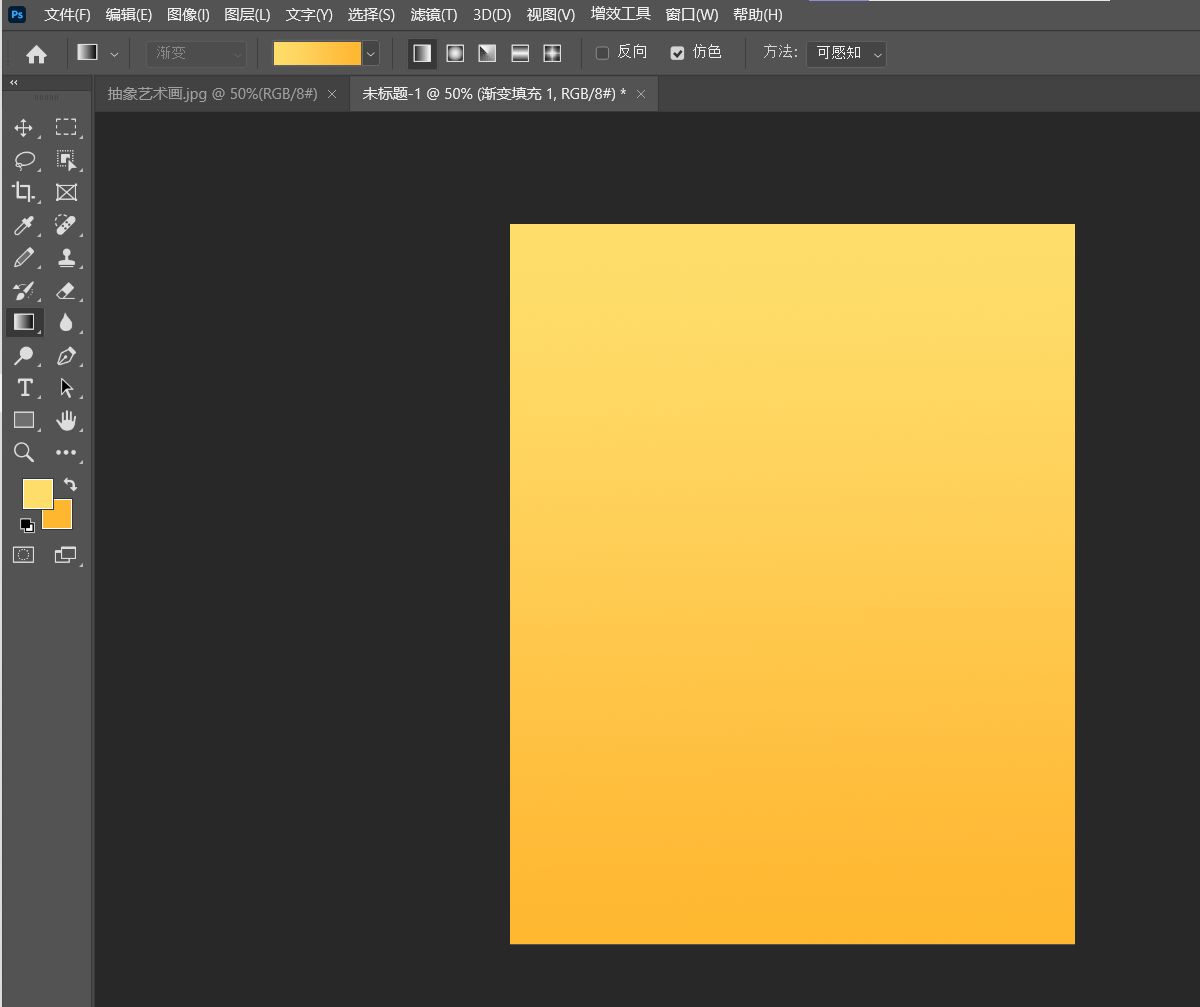 Ps 文件(F) 编辑(E) 图像(I) 图层(L) 文字(Y) 选择(S) 滤镜(T) 3D(D) 视图(V) 增效工具 窗口(W) 帮助(H)
渐变 反向 仿色 方法: 可感知
抽象艺术画.jpg @ 50%(RGB/8#) × 未标题-1 @ 50% (渐变填充 1, RGB/8#) * ×